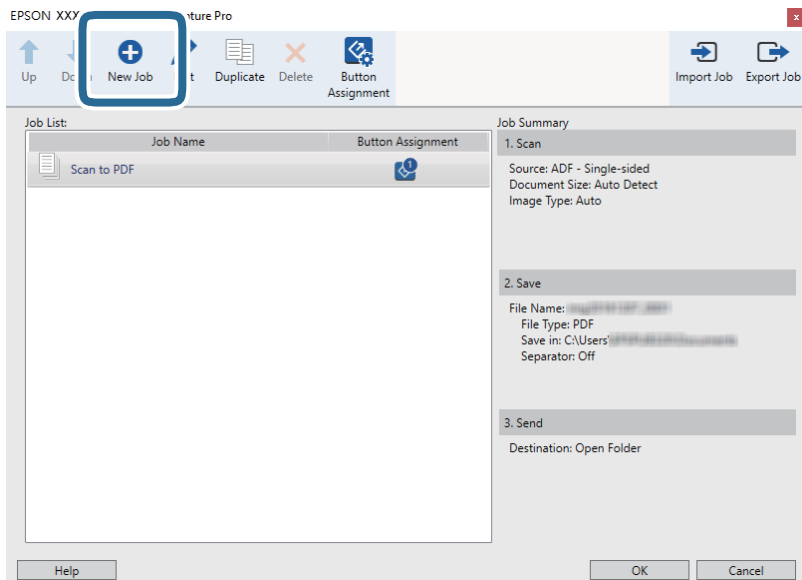 EPSON XXX ture Pro
x
Up
New Job
Duplicate
Delete
Button
Assignment
Import Job
Export Job
Job List:
Job Name
Button Assignment
Scan to PDF
1
Job Summary
1. Scan
Source: ADF - Single-sided
Document Size: Auto Detect
Image Type: Auto
2. Save
File Name:
File Type: PDF
Save in: C:\Users\
Separator: Off
3. Send
Destination: Open Folder
Help
OK
Cancel